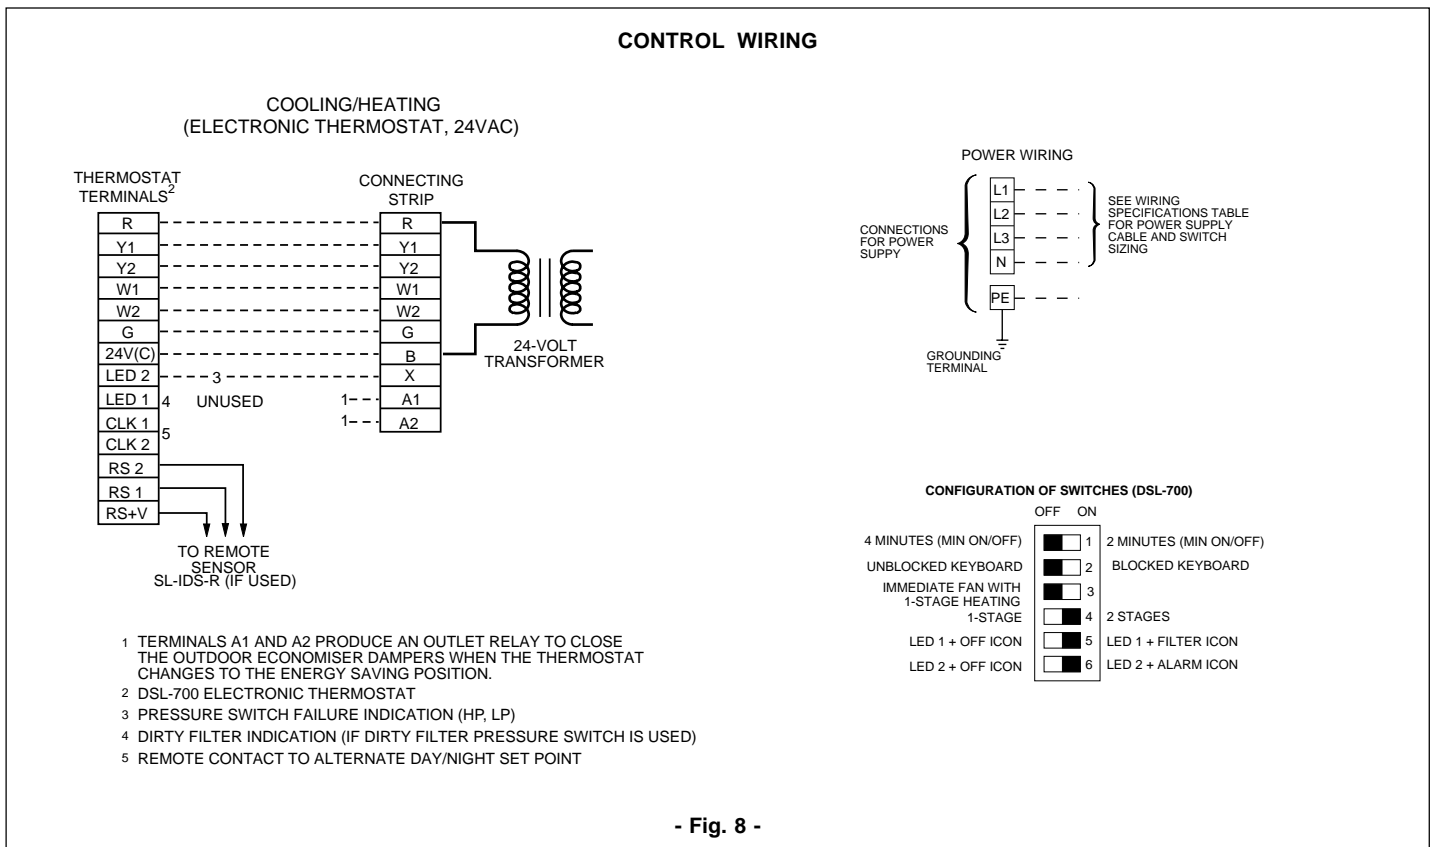 CONTROL WIRING
COOLING/HEATING
(ELECTRONIC THERMOSTAT, 24VAC)
THERMOSTAT
TERMINALS2
R
Y1
Y2
W1
W2
G
24V(C)
LED 2
LED 1
CLK 1
CLK 2
RS 2
RS 1
RS+V
3
4
UNUSED
5
CONNECTING
STRIP
R
Y1
Y2
W1
W2
G
B
X
1
A1
1
A2
24-VOLT
TRANSFORMER
TO REMOTE
SENSOR
SL-IDS-R (IF USED)
POWER WIRING
CONNECTIONS
FOR POWER
SUPPY
L1
L2
L3
N
PE
SEE WIRING
SPECIFICATIONS TABLE
FOR POWER SUPPLY
CABLE AND SWITCH
SIZING
GROUNDING
TERMINAL
CONFIGURATION OF SWITCHES (DSL-700)
OFF ON
4 MINUTES (MIN ON/OFF) 1 2 MINUTES (MIN ON/OFF)
UNBLOCKED KEYBOARD 2 BLOCKED KEYBOARD
IMMEDIATE FAN WITH
1-STAGE HEATING 3
1-STAGE 4 2 STAGES
LED 1 + OFF ICON 5 LED 1 + FILTER ICON
LED 2 + OFF ICON 6 LED 2 + ALARM ICON
1 TERMINALS A1 AND A2 PRODUCE AN OUTLET RELAY TO CLOSE
THE OUTDOOR ECONOMISER DAMPERS WHEN THE THERMOSTAT
CHANGES TO THE ENERGY SAVING POSITION.
2 DSL-700 ELECTRONIC THERMOSTAT
3 PRESSURE SWITCH FAILURE INDICATION (HP, LP)
4 DIRTY FILTER INDICATION (IF DIRTY FILTER PRESSURE SWITCH IS USED)
5 REMOTE CONTACT TO ALTERNATE DAY/NIGHT SET POINT
- Fig. 8 -